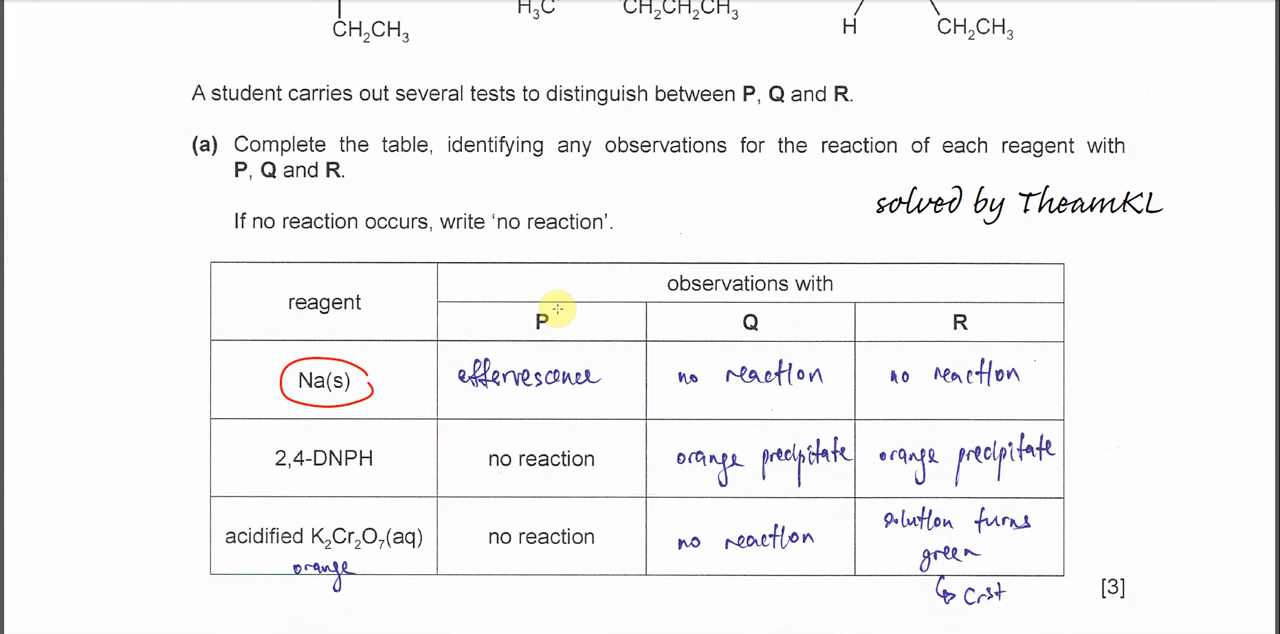 H₃C CH₂CH₂CH₃
CH₂CH₃ H CH₂CH₃
A student carries out several tests to distinguish between P, Q and R.
(a) Complete the table, identifying any observations for the reaction of each reagent with
P, Q and R.
solved by TheamKL
If no reaction occurs, write ‘no reaction’.
reagent
observations with
P Q R
Na(s) effervescence no reaction no reaction
2,4-DNPH no reaction orange precipitate orange precipitate
acidified K₂Cr₂O₇(aq) no reaction no reaction solution turns
orange green
↳ Cr3+
[3]